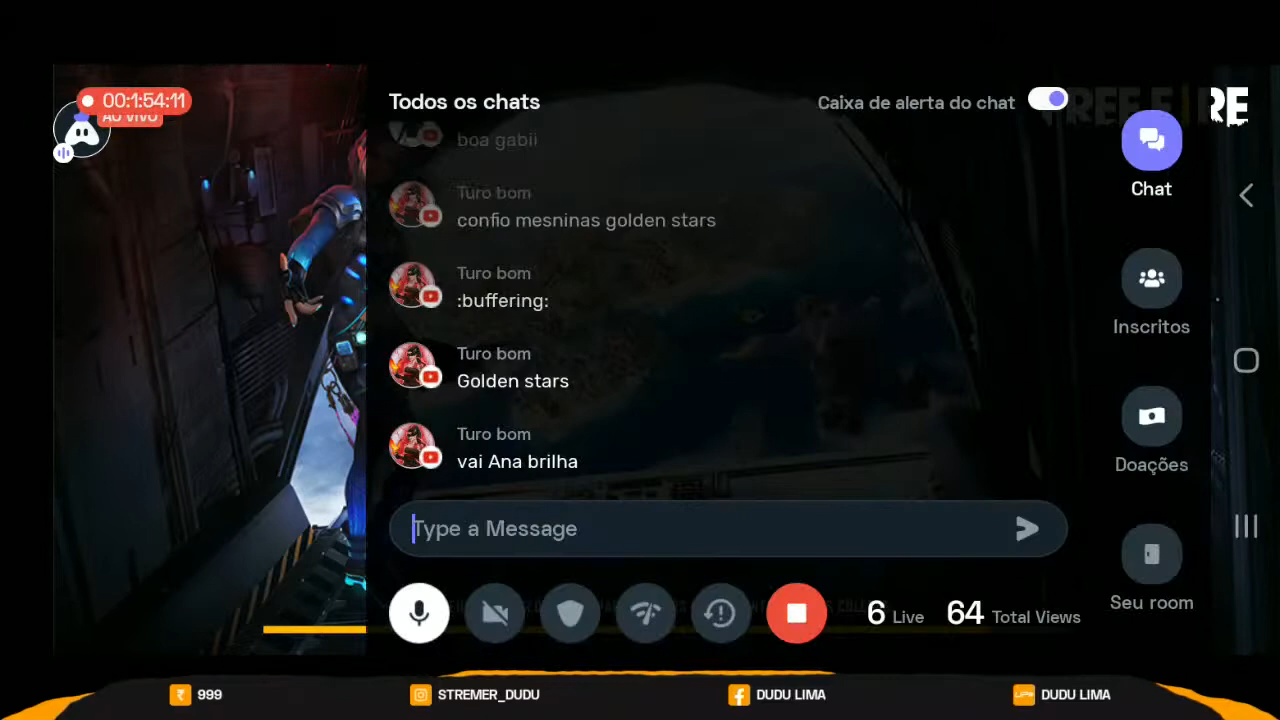 00:1:54:11
AO VIVO
Todos os chats
Caixa de alerta do chat
FREE FIRE
boa gabii
Turo bom
confio mesninas golden stars
Turo bom
:buffering:
Turo bom
Golden stars
Turo bom
vai Ana brilha
Type a Message
6 Live
64 Total Views
Chat
Inscritos
Doações
Seu room
₹ 999
STREMER_DUDU
DUDU LIMA
DUDU LIMA